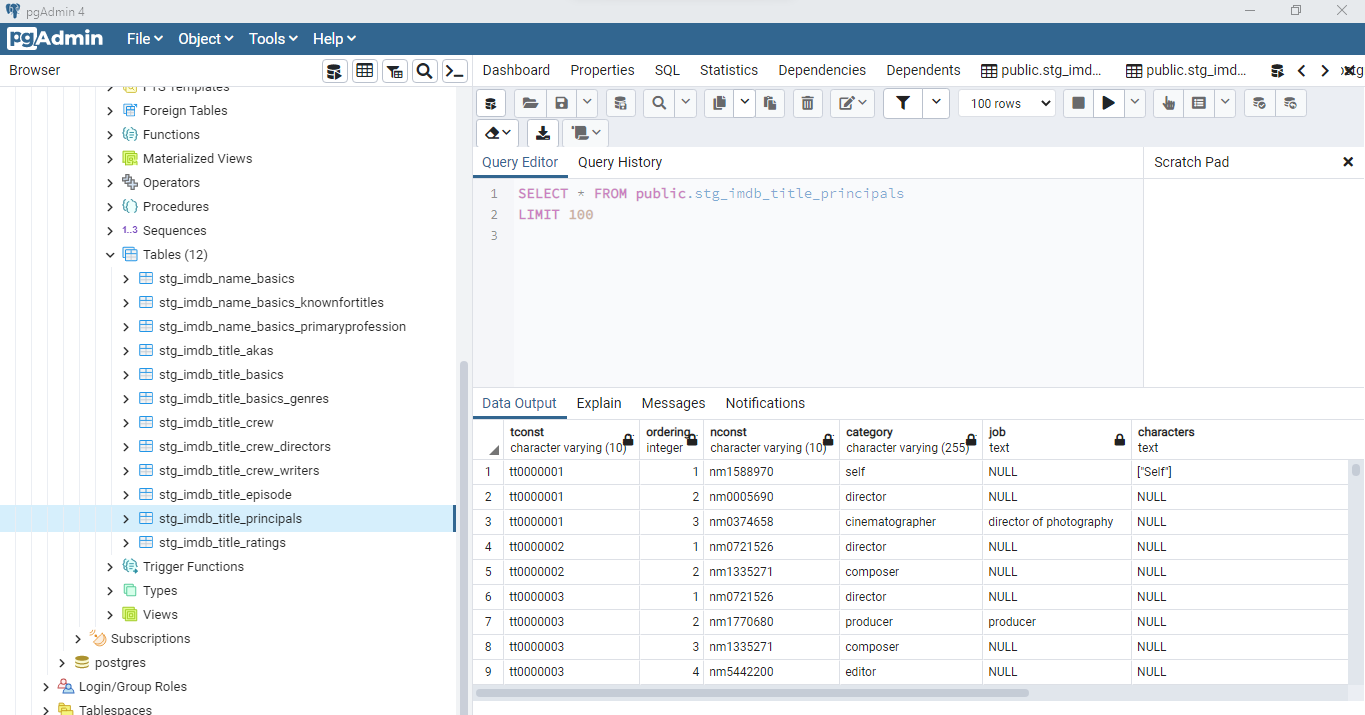 pgAdmin 4
pgAdmin File Object Tools Help
Browser
Dashboard Properties SQL Statistics Dependencies Dependents public.stg_imd... public.stg_imd...
FTS Templates
Foreign Tables
Functions
Materialized Views
Operators
Procedures
1..3 Sequences
Tables (12)
stg_imdb_name_basics
stg_imdb_name_basics_knownfortitles
stg_imdb_name_basics_primaryprofession
stg_imdb_title_akas
stg_imdb_title_basics
stg_imdb_title_basics_genres
stg_imdb_title_crew
stg_imdb_title_crew_directors
stg_imdb_title_crew_writers
stg_imdb_title_episode
stg_imdb_title_principals
stg_imdb_title_ratings
Trigger Functions
Types
Views
Subscriptions
postgres
Login/Group Roles
Tablespaces
100 rows
Query Editor Query History
Scratch Pad
1 SELECT * FROM public.stg_imdb_title_principals
2 LIMIT 100
3
Data Output Explain Messages Notifications
tconst ordering nconst category job characters
character varying (10) integer character varying (10) character varying (255) text text
1 tt0000001 1 nm1588970 self NULL ["Self"]
2 tt0000001 2 nm0005690 director NULL NULL
3 tt0000001 3 nm0374658 cinematographer director of photography NULL
4 tt0000002 1 nm0721526 director NULL NULL
5 tt0000002 2 nm1335271 composer NULL NULL
6 tt0000003 1 nm0721526 director NULL NULL
7 tt0000003 2 nm1770680 producer producer NULL
8 tt0000003 3 nm1335271 composer NULL NULL
9 tt0000003 4 nm5442200 editor NULL NULL